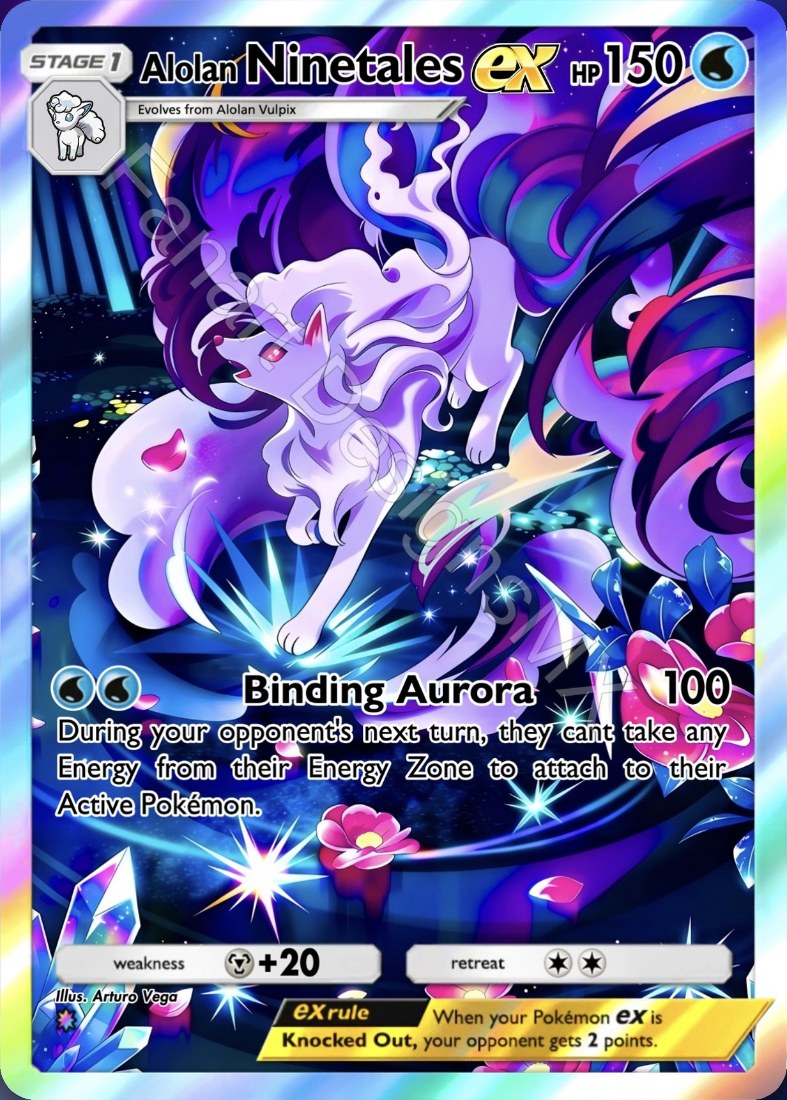 STAGE 1 Alolan Ninetales ex HP 150
Evolves from Alolan Vulpix
Fanart DesignsMX
Binding Aurora 100
During your opponent's next turn, they cant take any
Energy from their Energy Zone to attach to their
Active Pokémon.
weakness +20 retreat
Illus. Arturo Vega
ex rule When your Pokémon ex is
Knocked Out, your opponent gets 2 points.